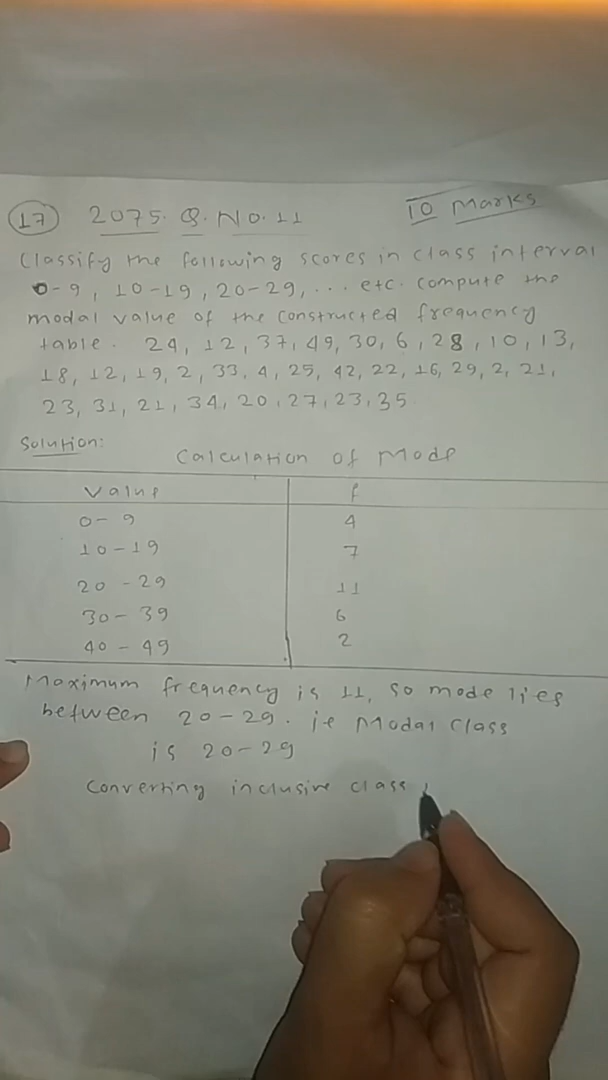 17 2075. Q. No. 11 10 Marks
Classify the following scores in class interval
0-9, 10-19, 20-29, ... etc. compute the
modal value of the constructed frequency
table. 24, 12, 37, 49, 30, 6, 28, 10, 13,
18, 12, 19, 2, 33, 4, 25, 42, 22, 16, 29, 2, 21,
23, 31, 21, 34, 20, 27, 23, 35
Solution:
Calculation of Mode
Value f
0-9 4
10-19 7
20-29 11
30-39 6
40-49 2
Maximum frequency is 11, so mode lies
between 20-29. ie Modal class
is 20-29
Converting inclusive class